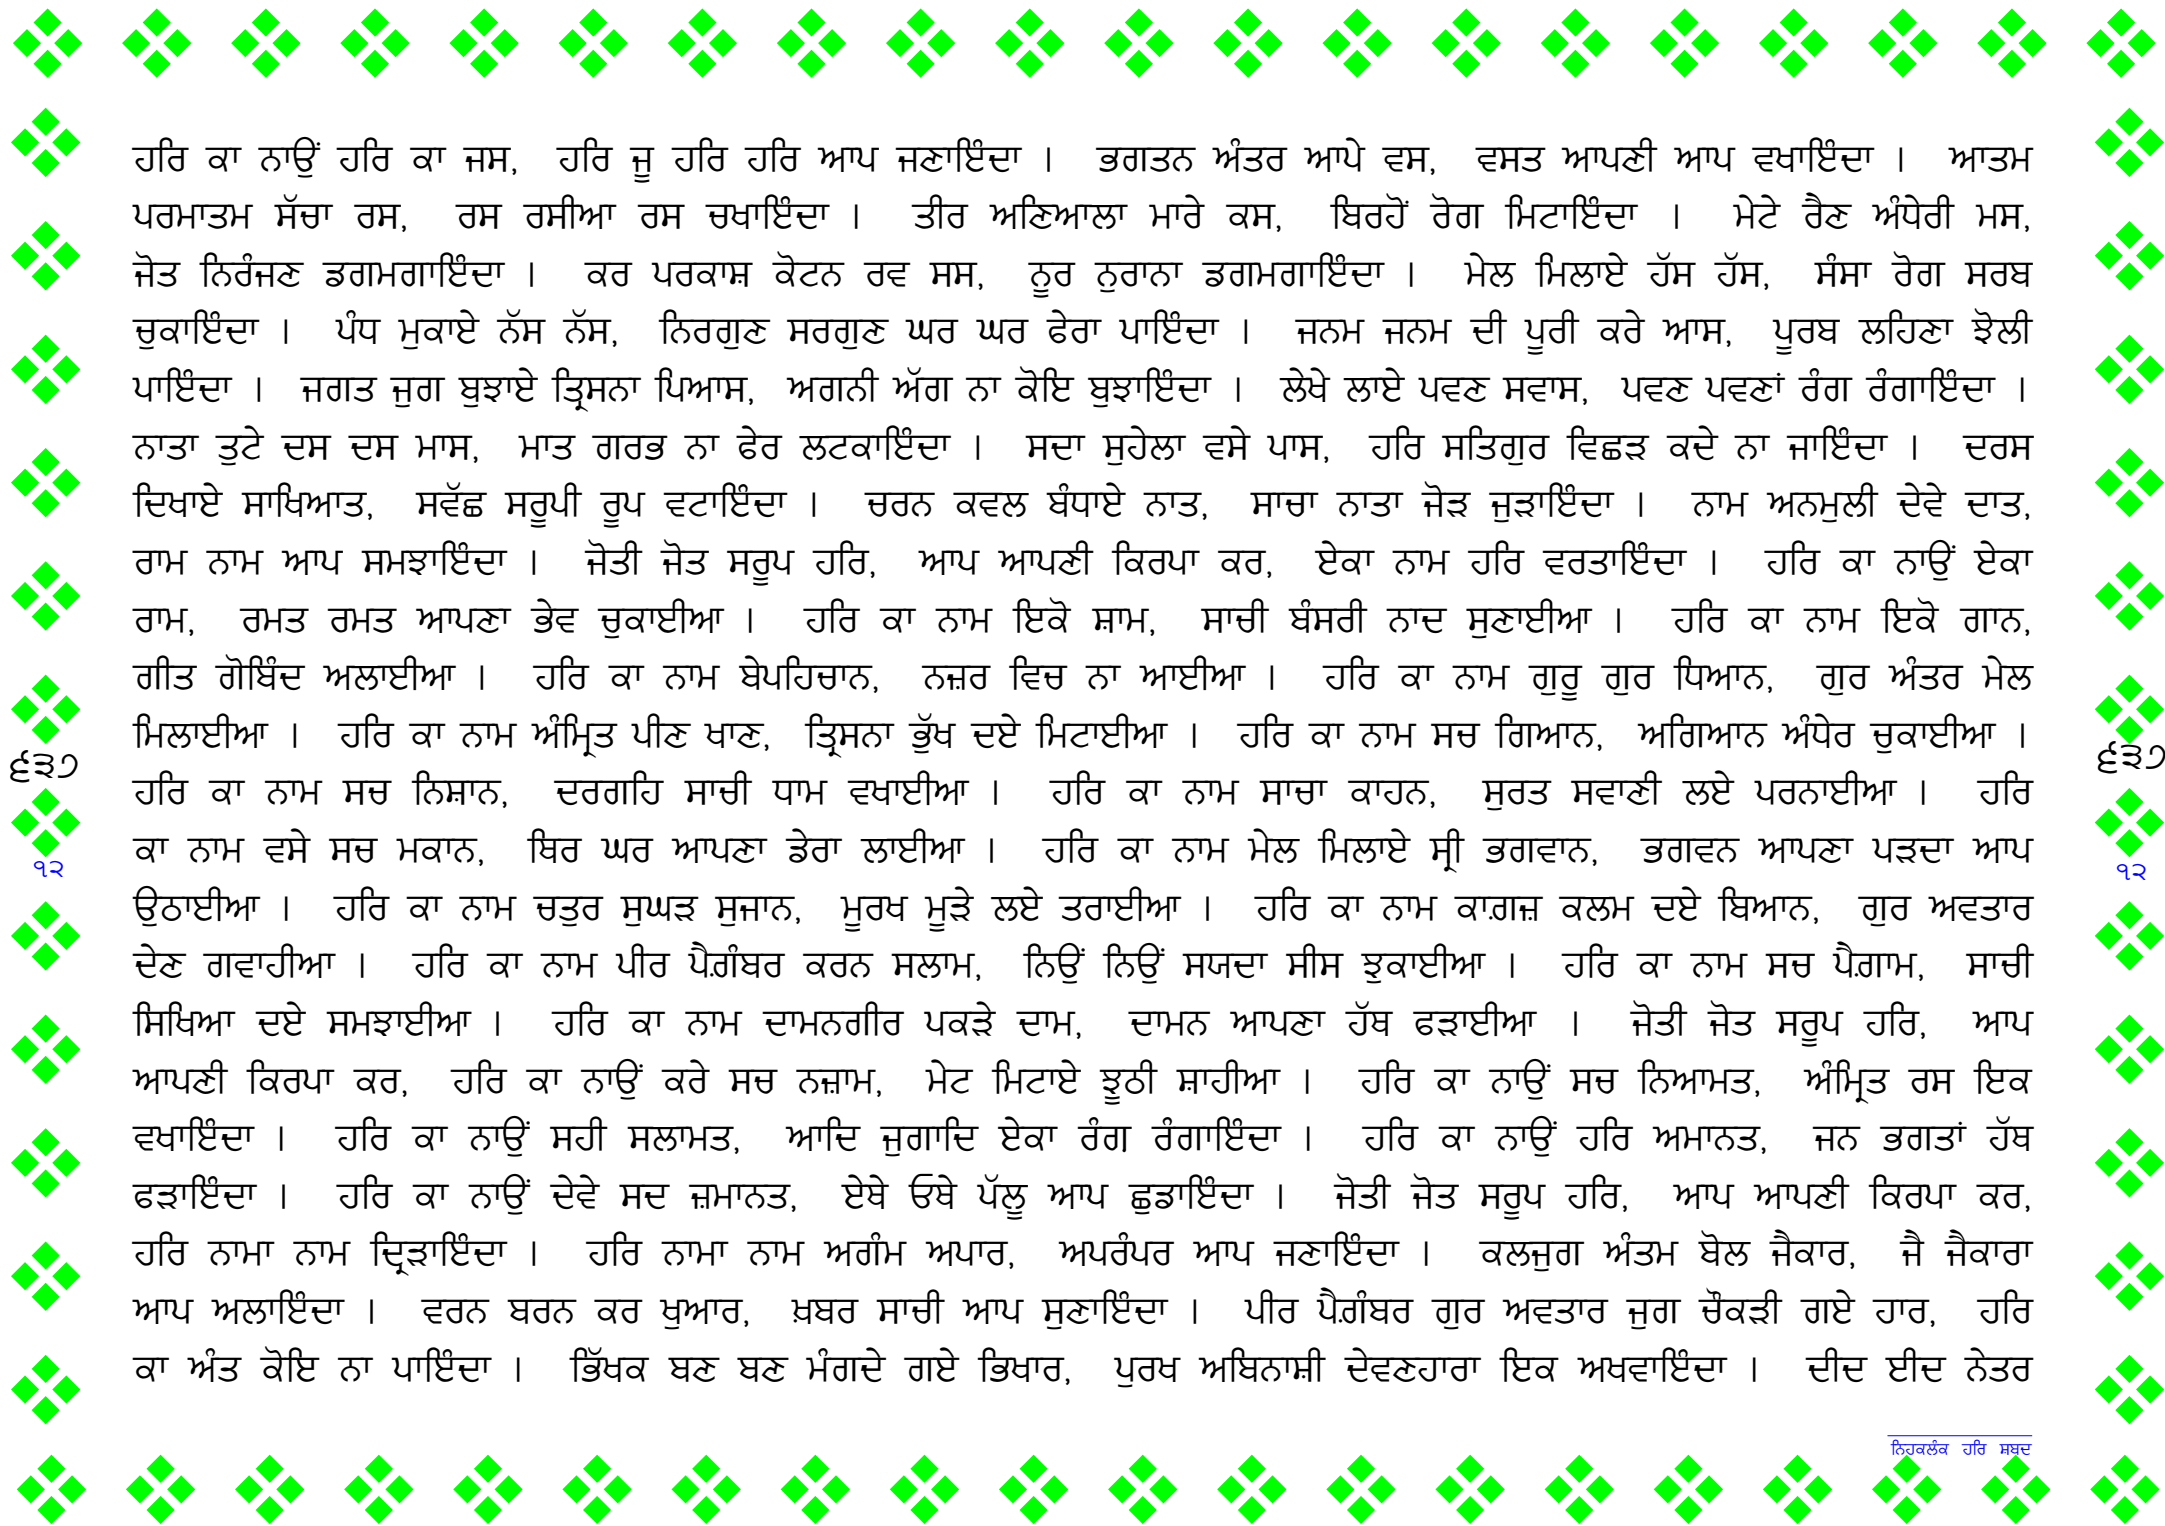 ਹਰਿ ਕਾ ਨਾਉਂ ਹਰਿ ਕਾ ਜਸ, ਹਰਿ ਜੂ ਹਰਿ ਹਰਿ ਆਪ ਜਣਾਇੰਦਾ । ਭਗਤਨ ਅੰਤਰ ਆਪੇ ਵਸ, ਵਸਤ ਆਪਣੀ ਆਪ ਵਖਾਇੰਦਾ । ਆਤਮ
ਪਰਮਾਤਮ ਸੱਚਾ ਰਸ, ਰਸ ਰਸੀਆ ਰਸ ਚਖਾਇੰਦਾ । ਤੀਰ ਅਣਿਆਲਾ ਮਾਰੇ ਕਸ, ਬਿਰਹੋਂ ਰੋਗ ਮਿਟਾਇੰਦਾ । ਮੇਟੇ ਰੈਣ ਅੰਧੇਰੀ ਮਸ,
ਜੋਤ ਨਿਰੰਜਣ ਡਗਮਗਾਇੰਦਾ । ਕਰ ਪਰਕਾਸ਼ ਕੋਟਨ ਰਵ ਸਸ, ਨੂਰ ਨੁਰਾਨਾ ਡਗਮਗਾਇੰਦਾ । ਮੇਲ ਮਿਲਾਏ ਹੱਸ ਹੱਸ, ਸੰਸਾ ਰੋਗ ਸਰਬ
ਚੁਕਾਇੰਦਾ । ਪੰਧ ਮੁਕਾਏ ਨੱਸ ਨੱਸ, ਨਿਰਗੁਣ ਸਰਗੁਣ ਘਰ ਘਰ ਫੇਰਾ ਪਾਇੰਦਾ । ਜਨਮ ਜਨਮ ਦੀ ਪੂਰੀ ਕਰੇ ਆਸ, ਪੂਰਬ ਲਹਿਣਾ ਝੋਲੀ
ਪਾਇੰਦਾ । ਜਗਤ ਜੁਗ ਬੁਝਾਏ ਤ੍ਰਿਸਨਾ ਪਿਆਸ, ਅਗਨੀ ਅੱਗ ਨਾ ਕੋਇ ਬੁਝਾਇੰਦਾ । ਲੇਖੇ ਲਾਏ ਪਵਣ ਸਵਾਸ, ਪਵਣ ਪਵਣਾਂ ਰੰਗ ਰੰਗਾਇੰਦਾ ।
ਨਾਤਾ ਤੁਟੇ ਦਸ ਦਸ ਮਾਸ, ਮਾਤ ਗਰਭ ਨਾ ਫੇਰ ਲਟਕਾਇੰਦਾ । ਸਦਾ ਸੁਹੇਲਾ ਵਸੇ ਪਾਸ, ਹਰਿ ਸਤਿਗੁਰ ਵਿਛੜ ਕਦੇ ਨਾ ਜਾਇੰਦਾ । ਦਰਸ
ਦਿਖਾਏ ਸਾਖਿਆਤ, ਸਵੱਛ ਸਰੂਪੀ ਰੂਪ ਵਟਾਇੰਦਾ । ਚਰਨ ਕਵਲ ਬੰਧਾਏ ਨਾਤ, ਸਾਚਾ ਨਾਤਾ ਜੋੜ ਜੁੜਾਇੰਦਾ । ਨਾਮ ਅਨਮੁਲੀ ਦੇਵੇ ਦਾਤ,
ਰਾਮ ਨਾਮ ਆਪ ਸਮਝਾਇੰਦਾ । ਜੋਤੀ ਜੋਤ ਸਰੂਪ ਹਰਿ, ਆਪ ਆਪਣੀ ਕਿਰਪਾ ਕਰ, ਏਕਾ ਨਾਮ ਹਰਿ ਵਰਤਾਇੰਦਾ । ਹਰਿ ਕਾ ਨਾਉਂ ਏਕਾ
ਰਾਮ, ਰਮਤ ਰਮਤ ਆਪਣਾ ਭੇਵ ਚੁਕਾਈਆ । ਹਰਿ ਕਾ ਨਾਮ ਇਕੋ ਸ਼ਾਮ, ਸਾਚੀ ਬੰਸਰੀ ਨਾਦ ਸੁਣਾਈਆ । ਹਰਿ ਕਾ ਨਾਮ ਇਕੋ ਗਾਨ,
ਗੀਤ ਗੋਬਿੰਦ ਅਲਾਈਆ । ਹਰਿ ਕਾ ਨਾਮ ਬੇਪਹਿਚਾਨ, ਨਜ਼ਰ ਵਿਚ ਨਾ ਆਈਆ । ਹਰਿ ਕਾ ਨਾਮ ਗੁਰੂ ਗੁਰ ਧਿਆਨ, ਗੁਰ ਅੰਤਰ ਮੇਲ
ਮਿਲਾਈਆ । ਹਰਿ ਕਾ ਨਾਮ ਅੰਮ੍ਰਿਤ ਪੀਣ ਖਾਣ, ਤ੍ਰਿਸਨਾ ਭੁੱਖ ਦਏ ਮਿਟਾਈਆ । ਹਰਿ ਕਾ ਨਾਮ ਸਚ ਗਿਆਨ, ਅਗਿਆਨ ਅੰਧੇਰ ਚੁਕਾਈਆ ।
ਹਰਿ ਕਾ ਨਾਮ ਸਚ ਨਿਸ਼ਾਨ, ਦਰਗਹਿ ਸਾਚੀ ਧਾਮ ਵਖਾਈਆ । ਹਰਿ ਕਾ ਨਾਮ ਸਾਚਾ ਕਾਹਨ, ਸੁਰਤ ਸਵਾਣੀ ਲਏ ਪਰਨਾਈਆ । ਹਰਿ
ਕਾ ਨਾਮ ਵਸੇ ਸਚ ਮਕਾਨ, ਥਿਰ ਘਰ ਆਪਣਾ ਡੇਰਾ ਲਾਈਆ । ਹਰਿ ਕਾ ਨਾਮ ਮੇਲ ਮਿਲਾਏ ਸ੍ਰੀ ਭਗਵਾਨ, ਭਗਵਨ ਆਪਣਾ ਪੜਦਾ ਆਪ
ਉਠਾਈਆ । ਹਰਿ ਕਾ ਨਾਮ ਚਤੁਰ ਸੁਘੜ ਸੁਜਾਨ, ਮੂਰਖ ਮੂੜੇ ਲਏ ਤਰਾਈਆ । ਹਰਿ ਕਾ ਨਾਮ ਕਾਗ਼ਜ਼ ਕਲਮ ਦਏ ਬਿਆਨ, ਗੁਰ ਅਵਤਾਰ
ਦੇਣ ਗਵਾਹੀਆ । ਹਰਿ ਕਾ ਨਾਮ ਪੀਰ ਪੈਗ਼ੰਬਰ ਕਰਨ ਸਲਾਮ, ਨਿਉਂ ਨਿਉਂ ਸਯਦਾ ਸੀਸ ਝੁਕਾਈਆ । ਹਰਿ ਕਾ ਨਾਮ ਸਚ ਪੈਗ਼ਾਮ, ਸਾਚੀ
ਸਿਖਿਆ ਦਏ ਸਮਝਾਈਆ । ਹਰਿ ਕਾ ਨਾਮ ਦਾਮਨਗੀਰ ਪਕੜੇ ਦਾਮ, ਦਾਮਨ ਆਪਣਾ ਹੱਥ ਫੜਾਈਆ । ਜੋਤੀ ਜੋਤ ਸਰੂਪ ਹਰਿ, ਆਪ
ਆਪਣੀ ਕਿਰਪਾ ਕਰ, ਹਰਿ ਕਾ ਨਾਉਂ ਕਰੇ ਸਚ ਨਜ਼ਾਮ, ਮੇਟ ਮਿਟਾਏ ਝੂਠੀ ਸ਼ਾਹੀਆ । ਹਰਿ ਕਾ ਨਾਉਂ ਸਚ ਨਿਆਮਤ, ਅੰਮ੍ਰਿਤ ਰਸ ਇਕ
ਵਖਾਇੰਦਾ । ਹਰਿ ਕਾ ਨਾਉਂ ਸਹੀ ਸਲਾਮਤ, ਆਦਿ ਜੁਗਾਦਿ ਏਕਾ ਰੰਗ ਰੰਗਾਇੰਦਾ । ਹਰਿ ਕਾ ਨਾਉਂ ਹਰਿ ਅਮਾਨਤ, ਜਨ ਭਗਤਾਂ ਹੱਥ
ਫੜਾਇੰਦਾ । ਹਰਿ ਕਾ ਨਾਉਂ ਦੇਵੇ ਸਦ ਜ਼ਮਾਨਤ, ਏਥੇ ਓਥੇ ਪੱਲੂ ਆਪ ਛੁਡਾਇੰਦਾ । ਜੋਤੀ ਜੋਤ ਸਰੂਪ ਹਰਿ, ਆਪ ਆਪਣੀ ਕਿਰਪਾ ਕਰ,
ਹਰਿ ਨਾਮਾ ਨਾਮ ਦ੍ਰਿੜਾਇੰਦਾ । ਹਰਿ ਨਾਮਾ ਨਾਮ ਅਗੰਮ ਅਪਾਰ, ਅਪਰੰਪਰ ਆਪ ਜਣਾਇੰਦਾ । ਕਲਜੁਗ ਅੰਤਮ ਬੋਲ ਜੈਕਾਰ, ਜੈ ਜੈਕਾਰਾ
ਆਪ ਅਲਾਇੰਦਾ । ਵਰਨ ਬਰਨ ਕਰ ਖੁਆਰ, ਖ਼ਬਰ ਸਾਚੀ ਆਪ ਸੁਣਾਇੰਦਾ । ਪੀਰ ਪੈਗ਼ੰਬਰ ਗੁਰ ਅਵਤਾਰ ਜੁਗ ਚੌਕੜੀ ਗਏ ਹਾਰ, ਹਰਿ
ਕਾ ਅੰਤ ਕੋਇ ਨਾ ਪਾਇੰਦਾ । ਭਿੱਖਕ ਬਣ ਬਣ ਮੰਗਦੇ ਗਏ ਭਿਖਾਰ, ਪੁਰਖ ਅਬਿਨਾਸ਼ੀ ਦੇਵਣਹਾਰਾ ਇਕ ਅਖਵਾਇੰਦਾ । ਦੀਦ ਈਦ ਨੇਤਰ
੬੩੭
੧੨
੬੩੭
੧੨
ਨਿਹਕਲੰਕ ਹਰਿ ਸ਼ਬਦ